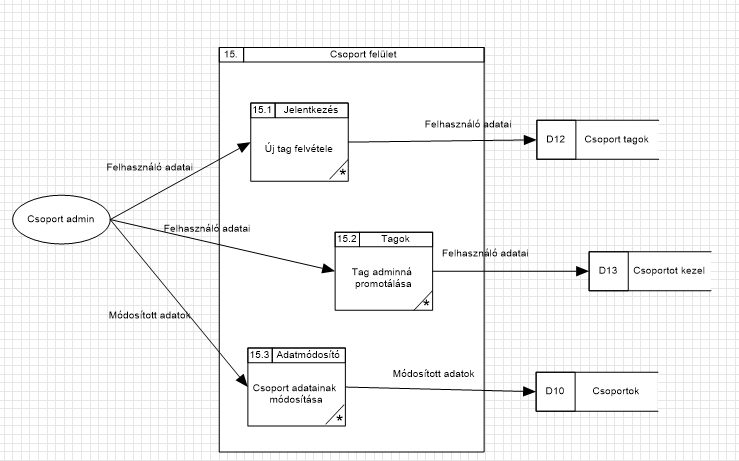 15.
Csoport felület
15.1
Jelentkezés
Új tag felvétele
*
Felhasználó adatai
D12
Csoport tagok
Felhasználó adatai
Csoport admin
Felhasználó adatai
15.2
Tagok
Tag adminná
promotálása
*
Felhasználó adatai
D13
Csoportot kezel
Módosított adatok
15.3
Adatmódosító
Csoport adatainak
módosítása
*
Módosított adatok
D10
Csoportok